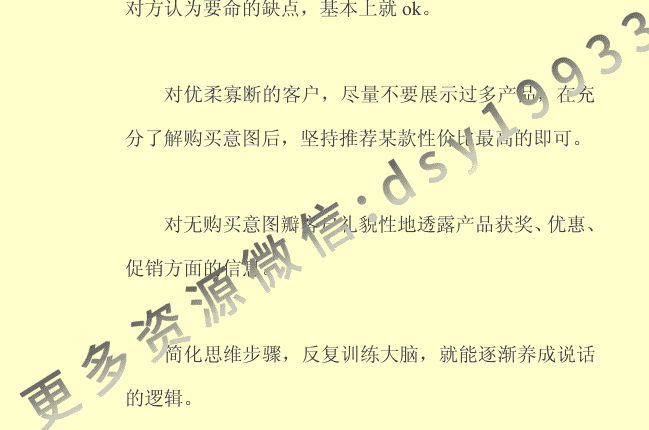 对方认为要命的缺点，基本上就 ok。
对优柔寡断的客户，尽量不要展示过多产品，在充
分了解购买意图后，坚持推荐某款性价比最高的即可。
对无购买意图瓣客户礼貌性地透露产品获奖、优惠、
促销方面的信息。
简化思维步骤，反复训练大脑，就能逐渐养成说话
的逻辑。
更多资源微信:dsy19933